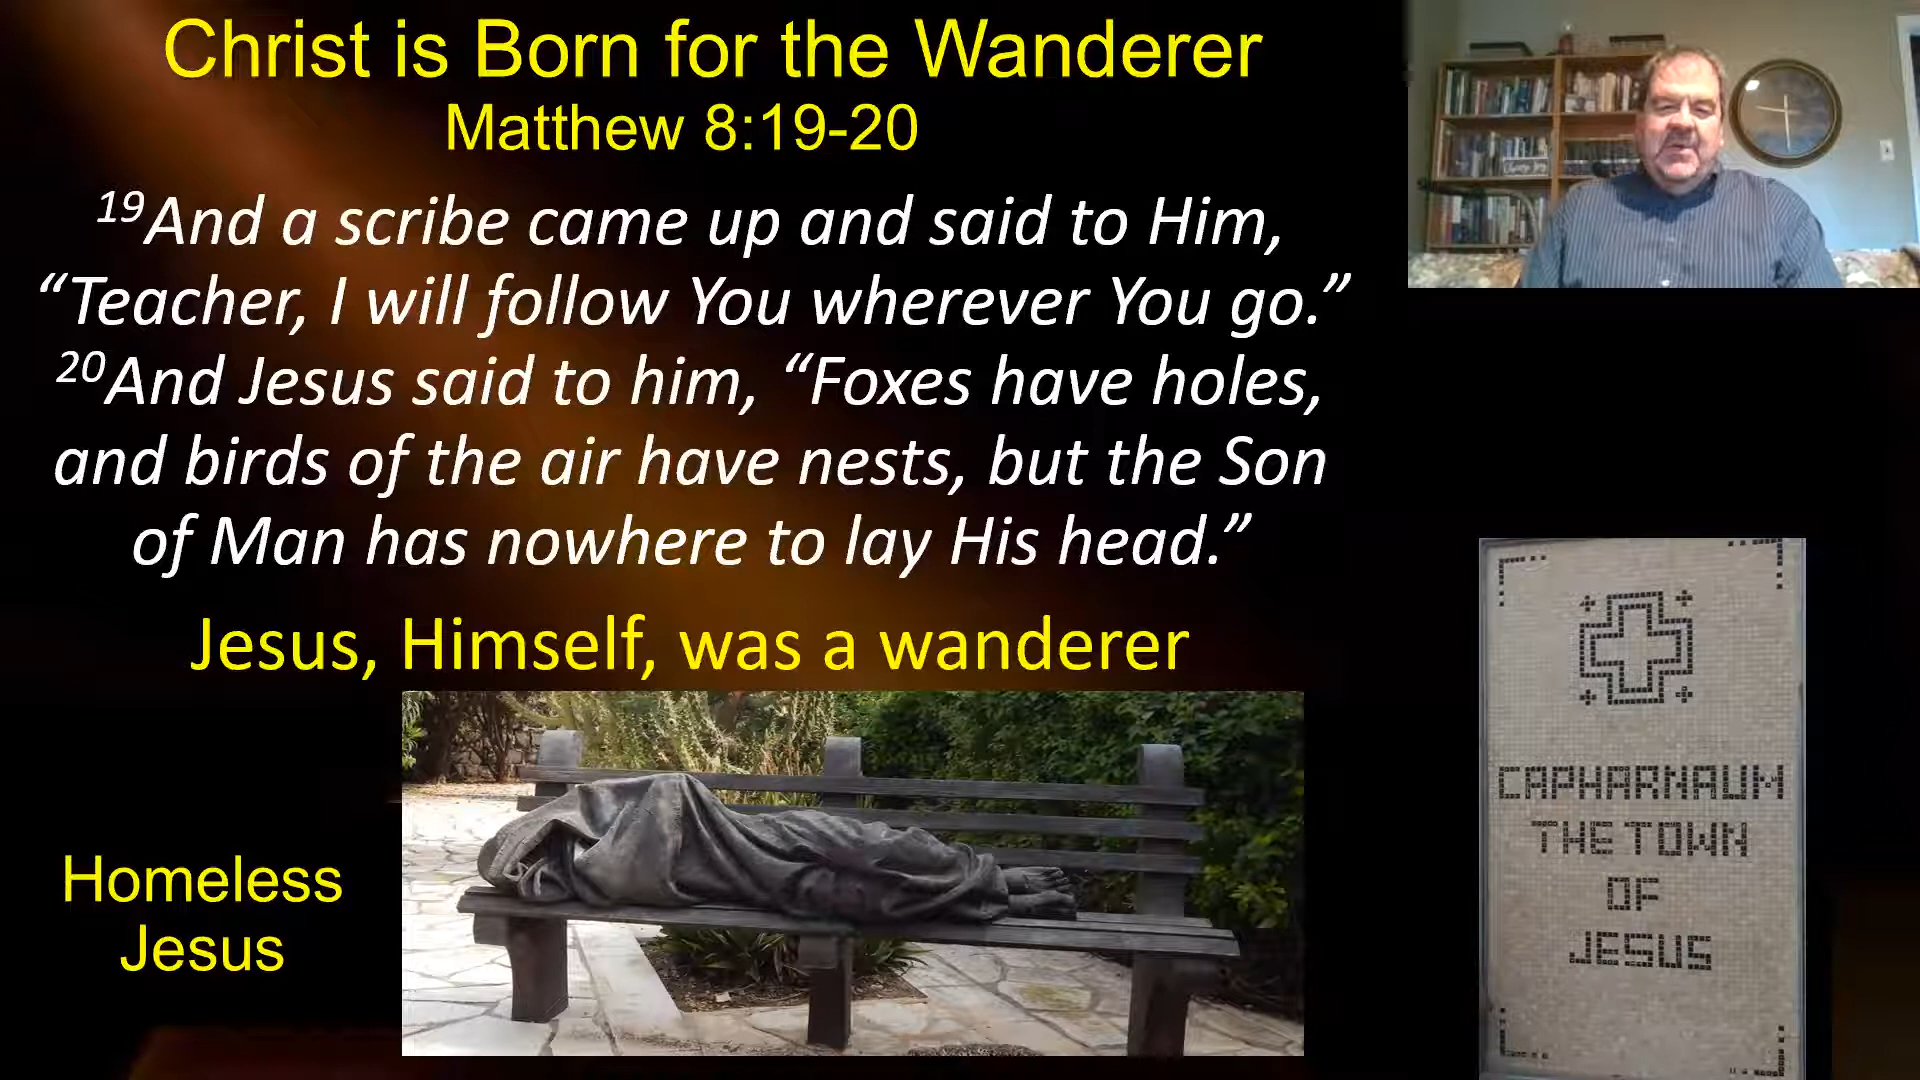 Christ is Born for the Wanderer
Matthew 8:19-20
19And a scribe came up and said to Him,
“Teacher, I will follow You wherever You go.”
20And Jesus said to him, “Foxes have holes,
and birds of the air have nests, but the Son
of Man has nowhere to lay His head.”
Jesus, Himself, was a wanderer
Homeless
Jesus
CAPHARNAUM
THE TOWN
OF
JESUS